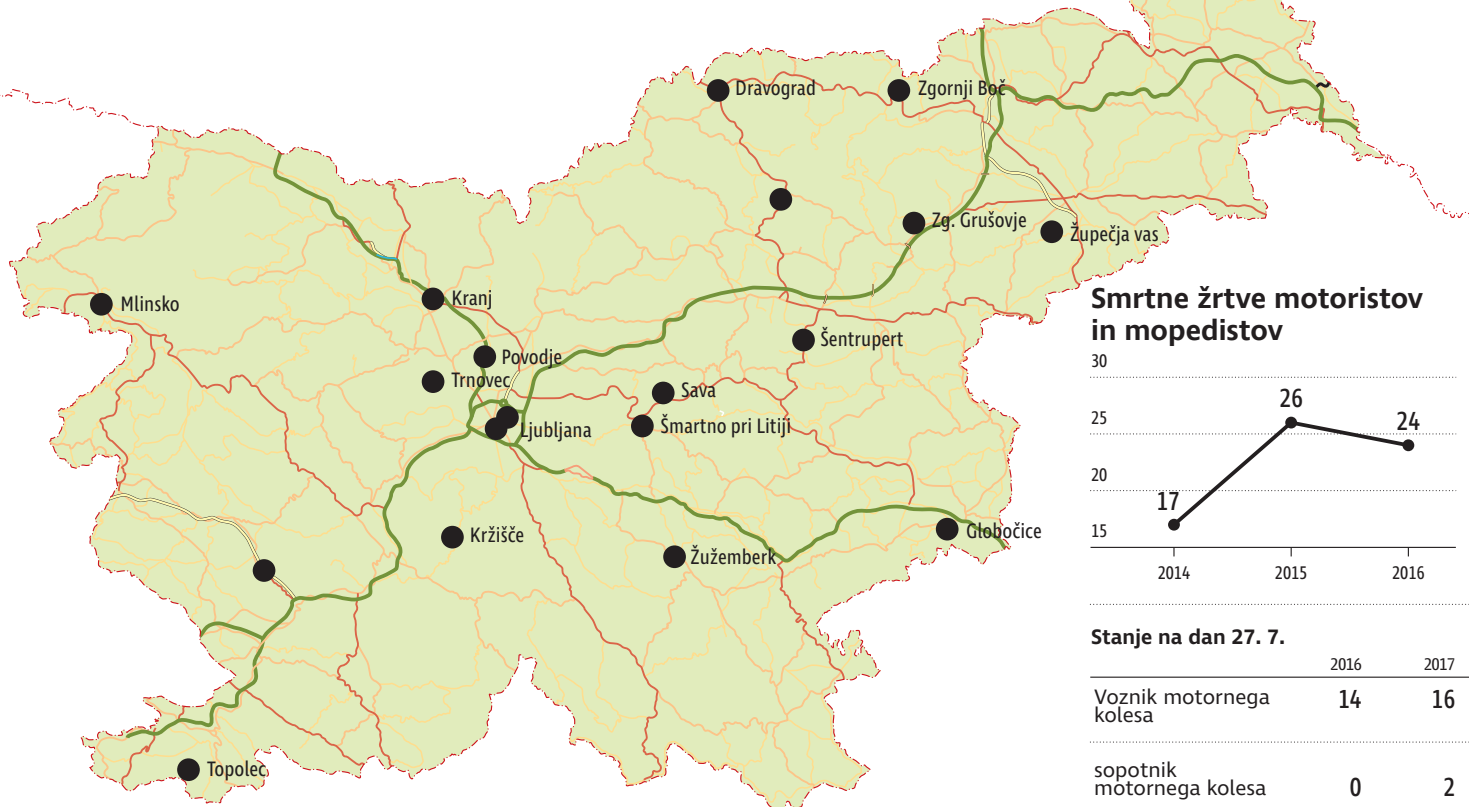 Dravograd
Zgornji Boč
Zg. Grušovje
Župečja vas
Mlinsko
Kranj
Šentrupert
Povodje
Trnovec
Sava
Ljubljana
Šmartno pri Litiji
Kržišče
Globočice
Žužemberk
Topolec
Smrtne žrtve motoristov
in mopedistov
30
25
20
15
17
26
24
2014
2015
2016
Stanje na dan 27. 7.
2016 2017
Voznik motornega
kolesa 14 16
sopotnik
motornega kolesa 0 2